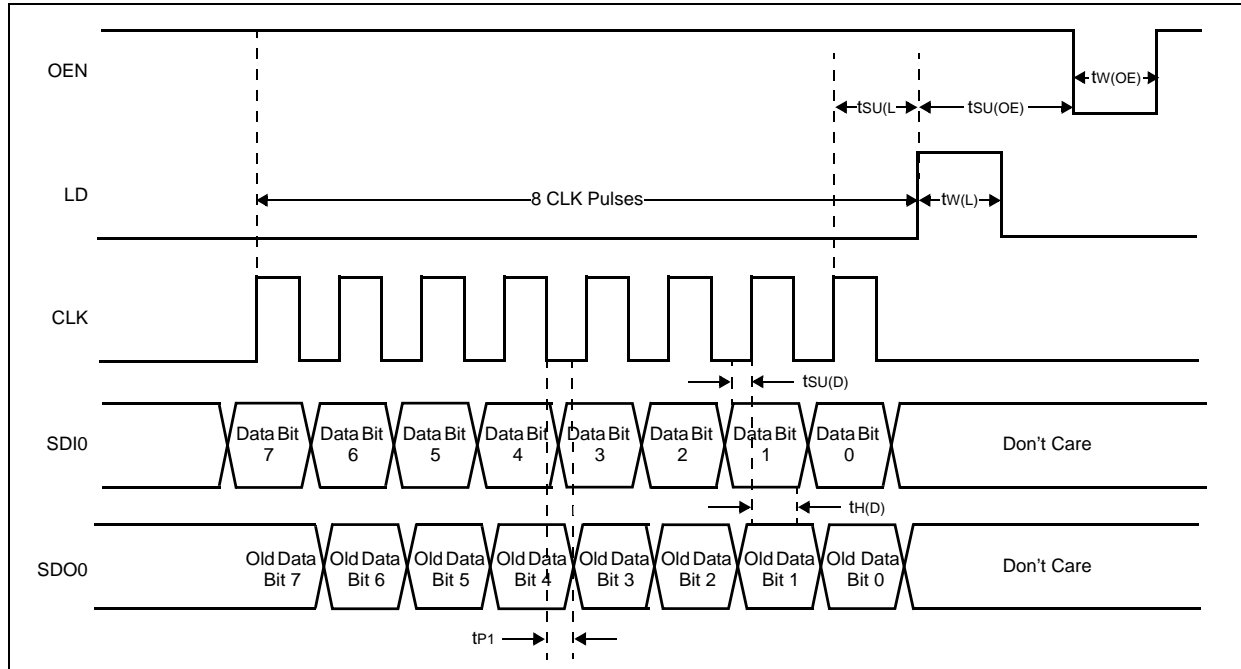 OEN
tW(OE)
tSU(L
tSU(OE)
LD
8 CLK Pulses
tW(L)
CLK
tSU(D)
SDI0
Data Bit
7
Data Bit
6
Data Bit
5
Data Bit
4
Data Bit
3
Data Bit
2
Data Bit
1
Data Bit
0
Don't Care
tH(D)
SDO0
Old Data
Bit 7
Old Data
Bit 6
Old Data
Bit 5
Old Data
Bit 4
Old Data
Bit 3
Old Data
Bit 2
Old Data
Bit 1
Old Data
Bit 0
Don't Care
tP1